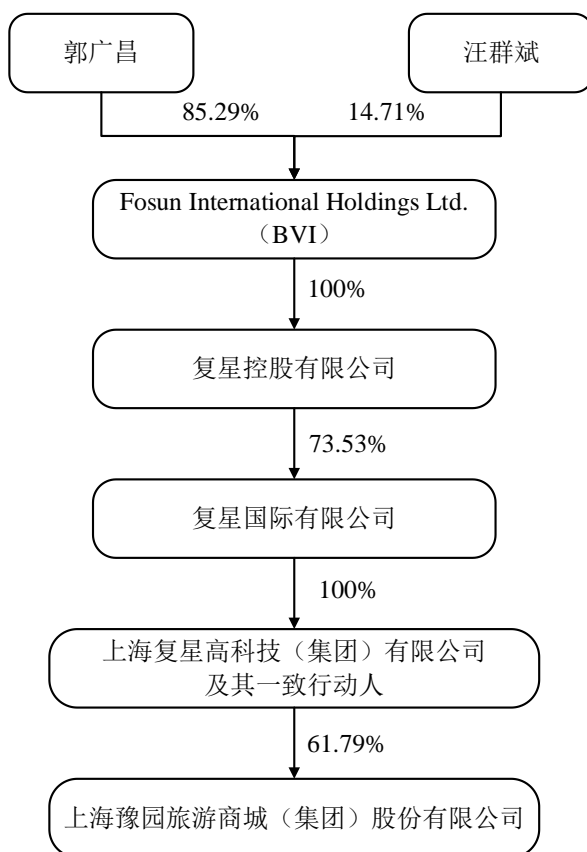 郭广昌
汪群斌
85.29%
14.71%
Fosun International Holdings Ltd.
（BVI）
100%
复星控股有限公司
73.53%
复星国际有限公司
100%
上海复星高科技（集团）有限公司
及其一致行动人
61.79%
上海豫园旅游商城（集团）股份有限公司